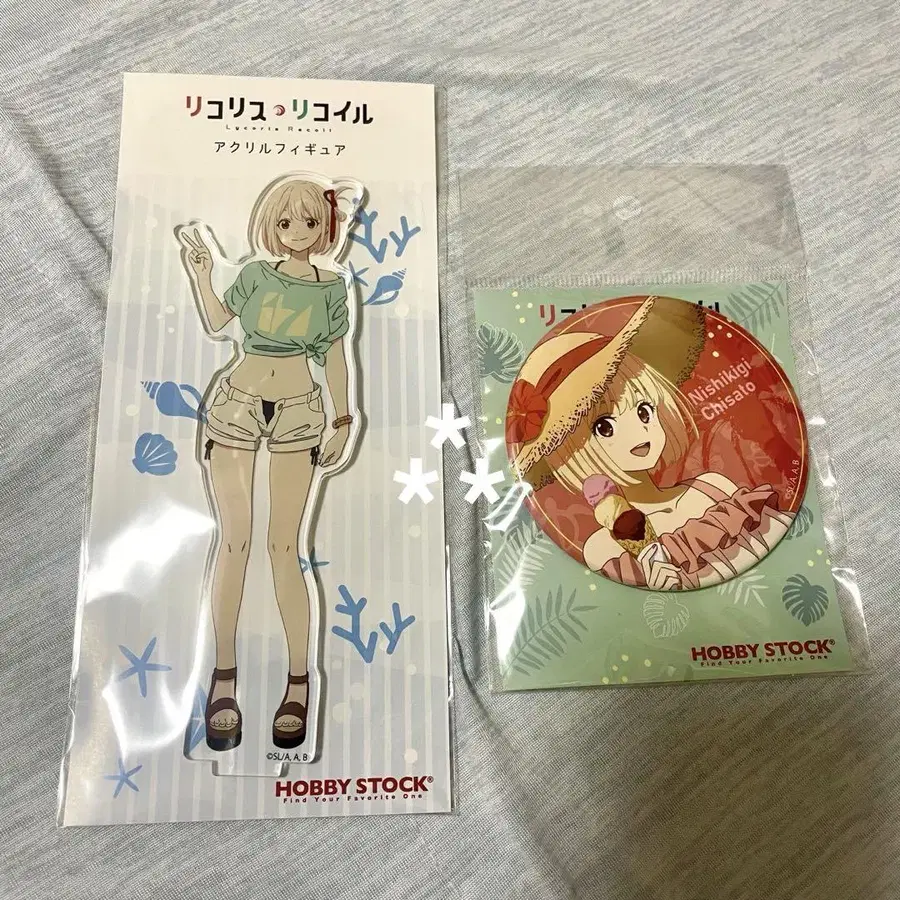 リコリス・リコイル
Lycoris Recoil
アクリルフィギュア
©SL/A, A, B
HOBBY STOCK®
Find Your Favorite One
Nishikigi
Chisato
©SL/A, A, B
HOBBY STOCK®
Find Your Favorite One